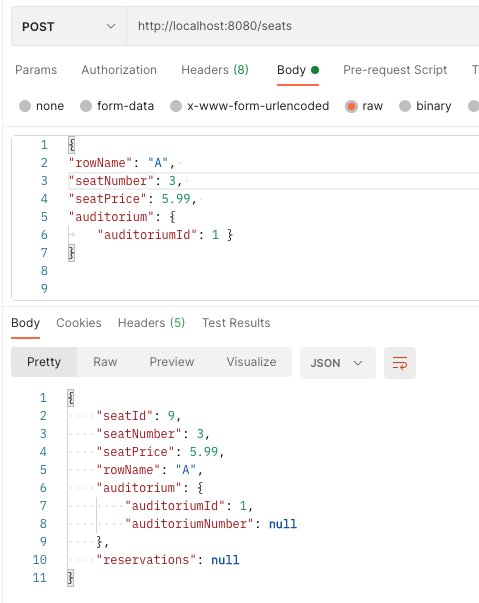 POST http://localhost:8080/seats
Params Authorization Headers (8) Body Pre-request Script T
none form-data x-www-form-urlencoded raw binary
1 {
2 "rowName": "A",
3 "seatNumber": 3,
4 "seatPrice": 5.99,
5 "auditorium": {
6 "auditoriumId": 1 }
7 }
8
9
Body Cookies Headers (5) Test Results
Pretty Raw Preview Visualize JSON
1 {
2 "seatId": 9,
3 "seatNumber": 3,
4 "seatPrice": 5.99,
5 "rowName": "A",
6 "auditorium": {
7 "auditoriumId": 1,
8 "auditoriumNumber": null
9 },
10 "reservations": null
11 }